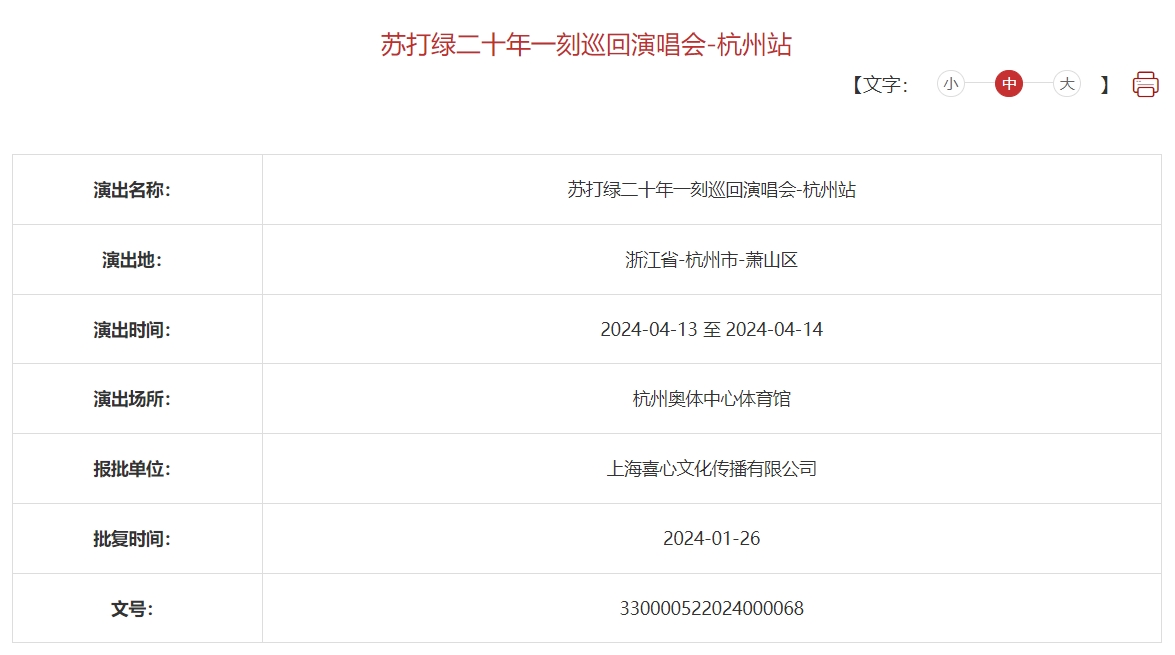 苏打绿二十年一刻巡回演唱会-杭州站
【文字： 小 中 大 】
演出名称： 苏打绿二十年一刻巡回演唱会-杭州站
演出地： 浙江省-杭州市-萧山区
演出时间： 2024-04-13 至 2024-04-14
演出场所： 杭州奥体中心体育馆
报批单位： 上海喜心文化传播有限公司
批复时间： 2024-01-26
文号： 330000522024000068